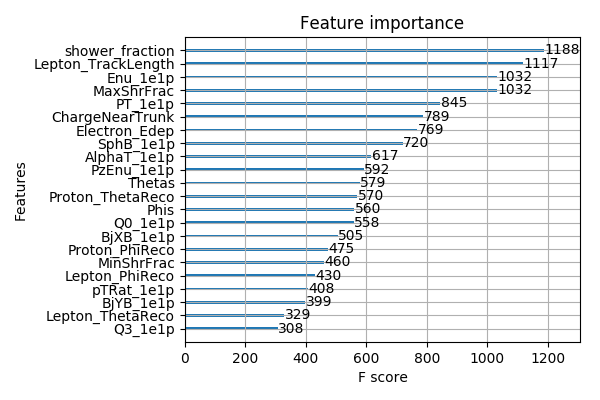 Feature importance
Features
shower_fraction 1188
Lepton_TrackLength 1117
Enu_1e1p 1032
MaxShrFrac 1032
PT_1e1p 845
ChargeNearTrunk 789
Electron_Edep 769
SphB_1e1p 720
AlphaT_1e1p 617
PzEnu_1e1p 592
Thetas 579
Proton_ThetaReco 570
Phis 560
Q0_1e1p 558
BjXB_1e1p 505
Proton_PhiReco 475
MinShrFrac 460
Lepton_PhiReco 430
pTRat_1e1p 408
BjYB_1e1p 399
Lepton_ThetaReco 329
Q3_1e1p 308
0 200 400 600 800 1000 1200
F score